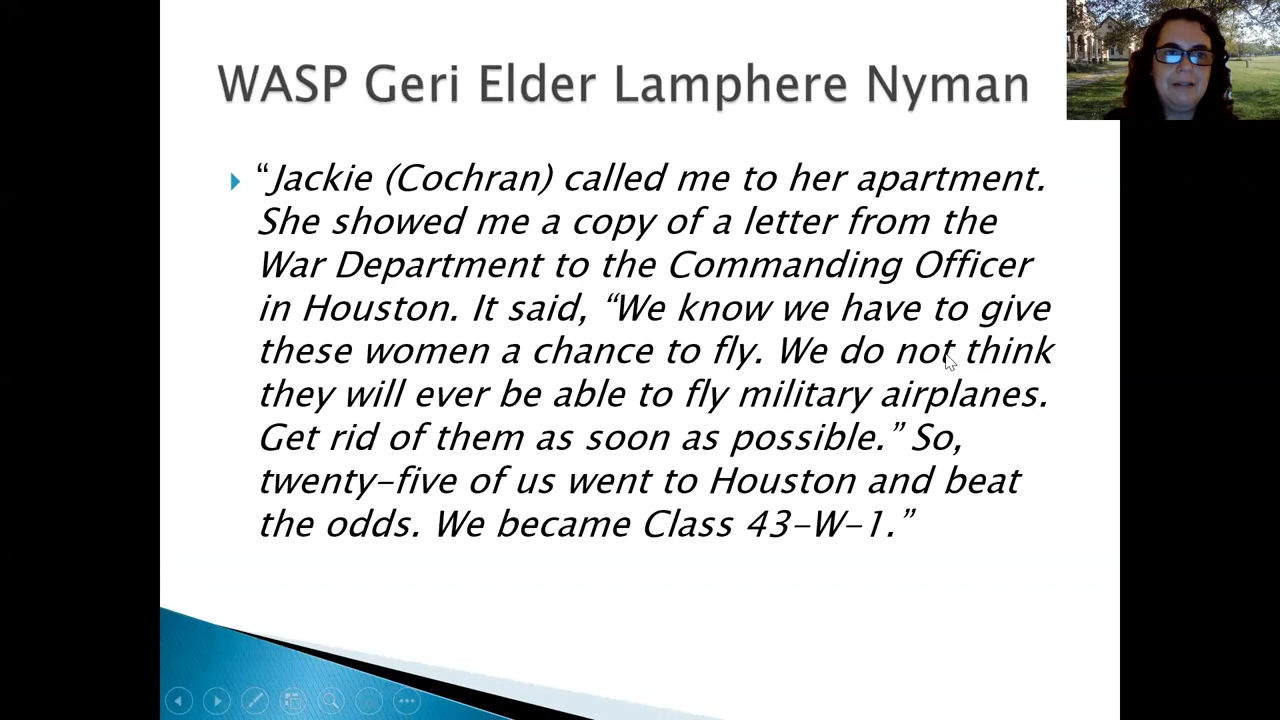 WASP Geri Elder Lamphere Nyman
“Jackie (Cochran) called me to her apartment.
She showed me a copy of a letter from the
War Department to the Commanding Officer
in Houston. It said, “We know we have to give
these women a chance to fly. We do not think
they will ever be able to fly military airplanes.
Get rid of them as soon as possible.” So,
twenty-five of us went to Houston and beat
the odds. We became Class 43-W-1.”